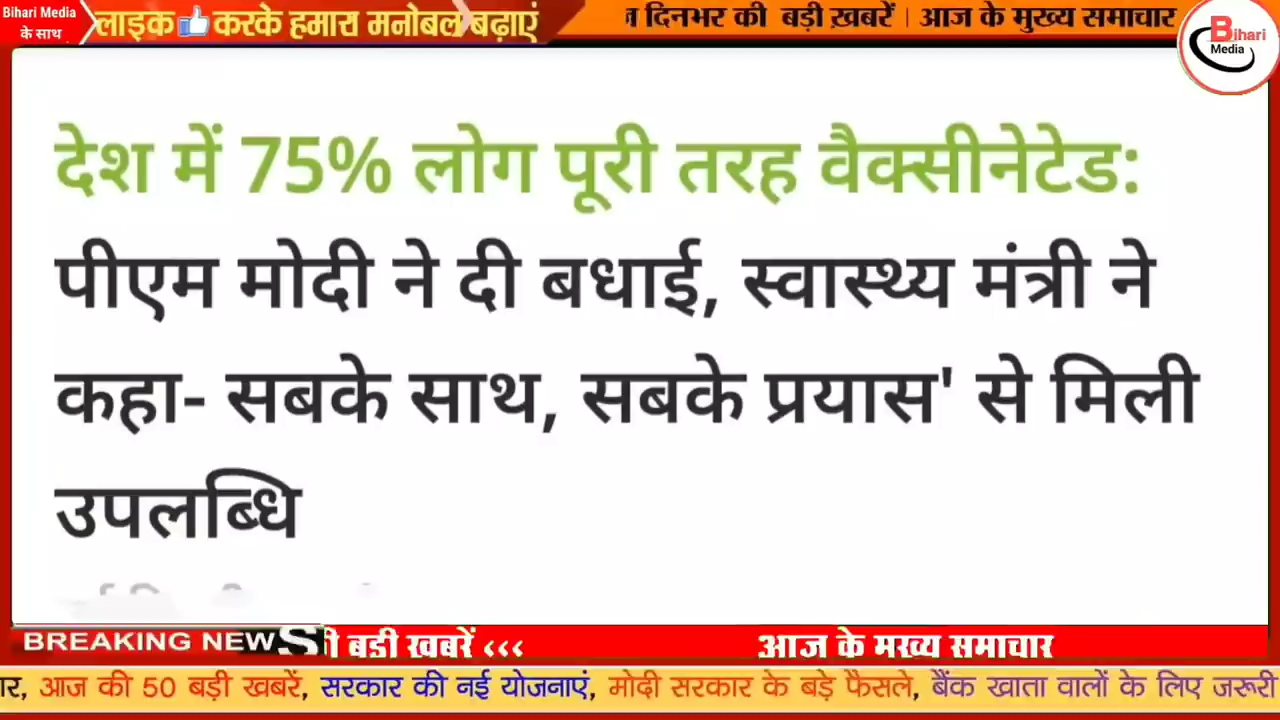 Bihari Media
के साथ
लाइक करके हमारा मनोबल बढ़ाएं
दिनभर की बड़ी ख़बरें | आज के मुख्य समाचार
Bihari
Media
देश में 75% लोग पूरी तरह वैक्सीनेटेड:
पीएम मोदी ने दी बधाई, स्वास्थ्य मंत्री ने
कहा- सबके साथ, सबके प्रयास' से मिली
उपलब्धि
BREAKING NEWS
बडी खबरें <<< आज के मख्य समाचार
आज की 50 बड़ी खबरें, सरकार की नई योजनाएं, मोदी सरकार के बड़े फैसले, बैंक खाता वालों के लिए जरूरी